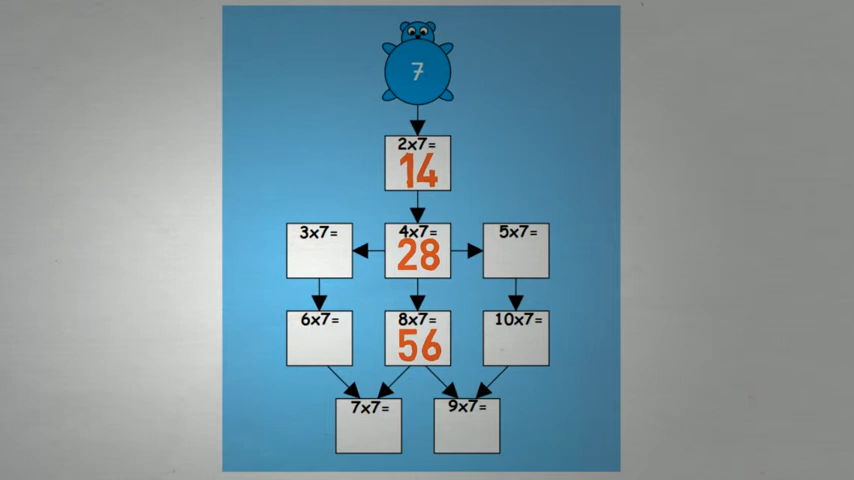 7
2x7=
14
3x7=
4x7=
5x7=
28
6x7=
8x7=
10x7=
56
7x7=
9x7=